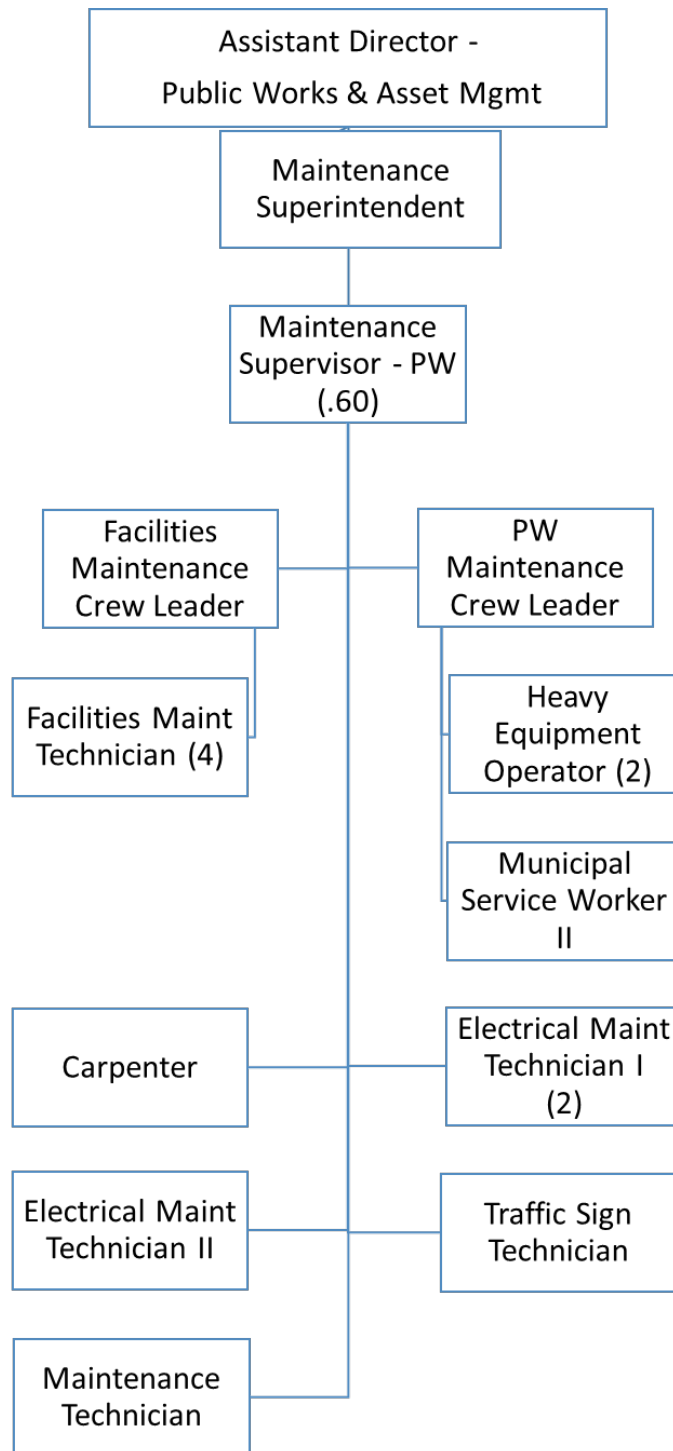 Assistant Director -
Public Works & Asset Mgmt
Maintenance
Superintendent
Maintenance
Supervisor - PW
(.60)
Facilities
Maintenance
Crew Leader
PW
Maintenance
Crew Leader
Facilities Maint
Technician (4)
Heavy
Equipment
Operator (2)
Municipal
Service Worker
II
Carpenter
Electrical Maint
Technician I
(2)
Electrical Maint
Technician II
Traffic Sign
Technician
Maintenance
Technician